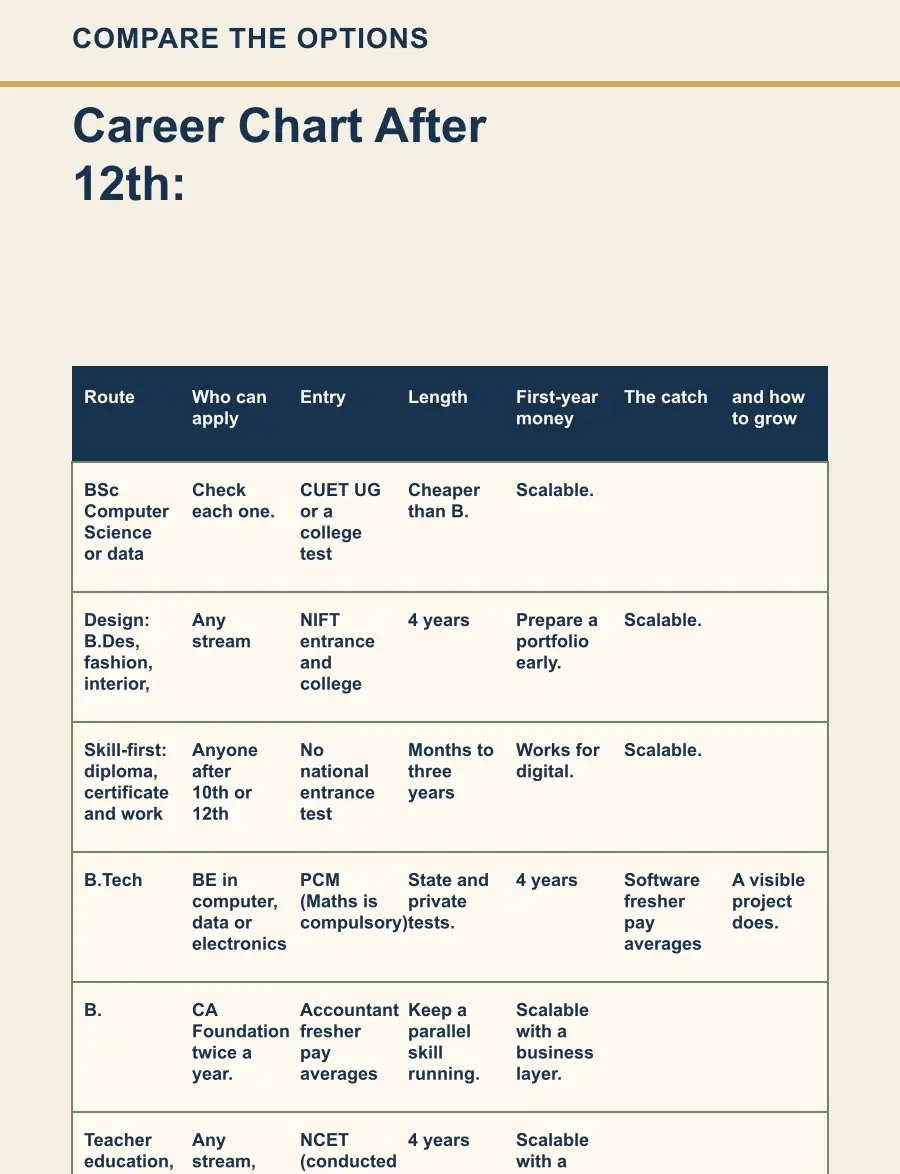 COMPARE THE OPTIONS
Career Chart After
12th:
Route
Who can
apply
Entry
Length
First-year
money
The catch
and how
to grow
BSc
Computer
Science
or data
Check
each one.
CUET UG
or a
college
test
Cheaper
than B.
Scalable.
Design:
B.Des,
fashion,
interior,
Any
stream
NIFT
entrance
and
college
4 years
Prepare a
portfolio
early.
Scalable.
Skill-first:
diploma,
certificate
and work
Anyone
after
10th or
12th
No
national
entrance
test
Months to
three
years
Works for
digital.
Scalable.
B.Tech
BE in
computer,
data or
electronics
PCM
(Maths is
compulsory)
State and
private
tests.
4 years
Software
fresher
pay
averages
A visible
project
does.
B.
CA
Foundation
twice a
year.
Accountant
fresher
pay
averages
Keep a
parallel
skill
running.
Scalable
with a
business
layer.
Teacher
education,
Any
stream,
NCET
(conducted
4 years
Scalable
with a